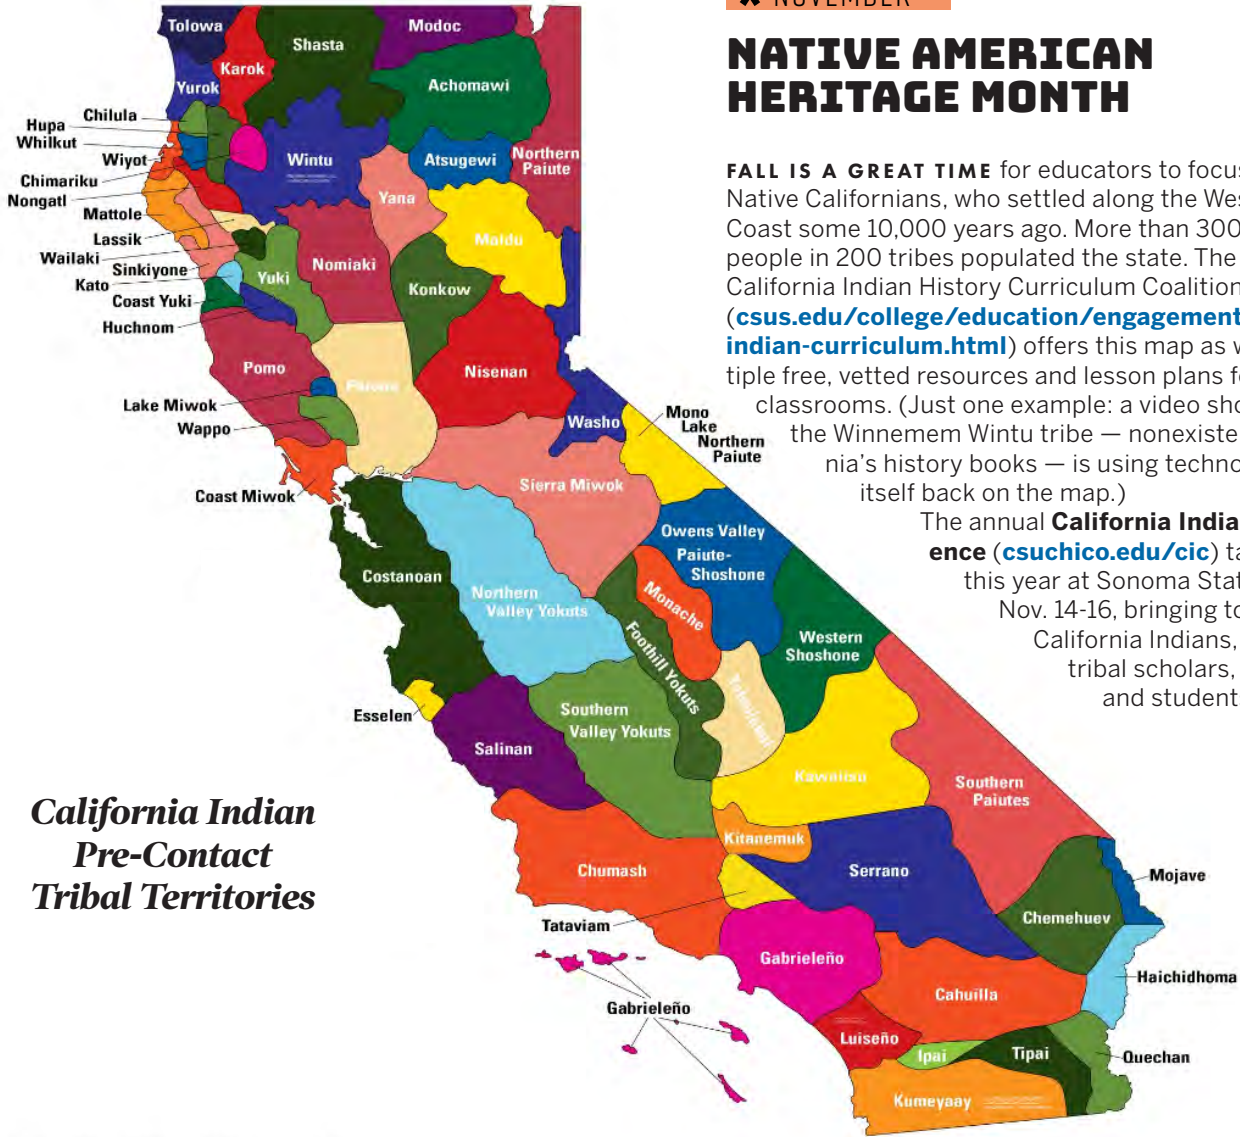 NOVEMBER
NATIVE AMERICAN
HERITAGE MONTH
FALL IS A GREAT TIME for educators to focus
Native Californians, who settled along the Wes
Coast some 10,000 years ago. More than 300
people in 200 tribes populated the state. The
California Indian History Curriculum Coalition
(csus.edu/college/education/engagement
indian-curriculum.html) offers this map as w
tiple free, vetted resources and lesson plans fo
classrooms. (Just one example: a video sho
the Winnemem Wintu tribe — nonexiste
nia's history books — is using techno
itself back on the map.)
The annual California India
ence (csuchico.edu/cic) ta
this year at Sonoma Stat
Nov. 14-16, bringing to
California Indians,
tribal scholars,
and student
California Indian
Pre-Contact
Tribal Territories
Tolowa
Modoc
Shasta
Karok
Yurok
Achomawi
Chilula
Hupa
Whilkut
Wiyot
Chimariku
Nongatl
Mattole
Lassik
Wailaki
Sinkiyone
Kato
Coast Yuki
Huchnom
Wintu
Atsugewi
Northern
Paiute
Yana
Maidu
Yuki
Nomiaki
Konkow
Pomo
Patwin
Nisenan
Lake Miwok
Wappo
Washo
Mono
Lake
Northern
Paiute
Coast Miwok
Sierra Miwok
Owens Valley
Paiute-
Shoshone
Costanoan
Northern
Valley Yokuts
Monache
Foothill Yokuts
Western
Shoshone
Tubatulabal
Esselen
Salinan
Southern
Valley Yokuts
Kawaiisu
Southern
Paiutes
Kitanemuk
Chumash
Serrano
Mojave
Tataviam
Chemehuev
Gabrieleño
Haichidhoma
Cahuilla
Gabrieleño
Luiseño
Ipai
Tipai
Quechan
Kumeyaay